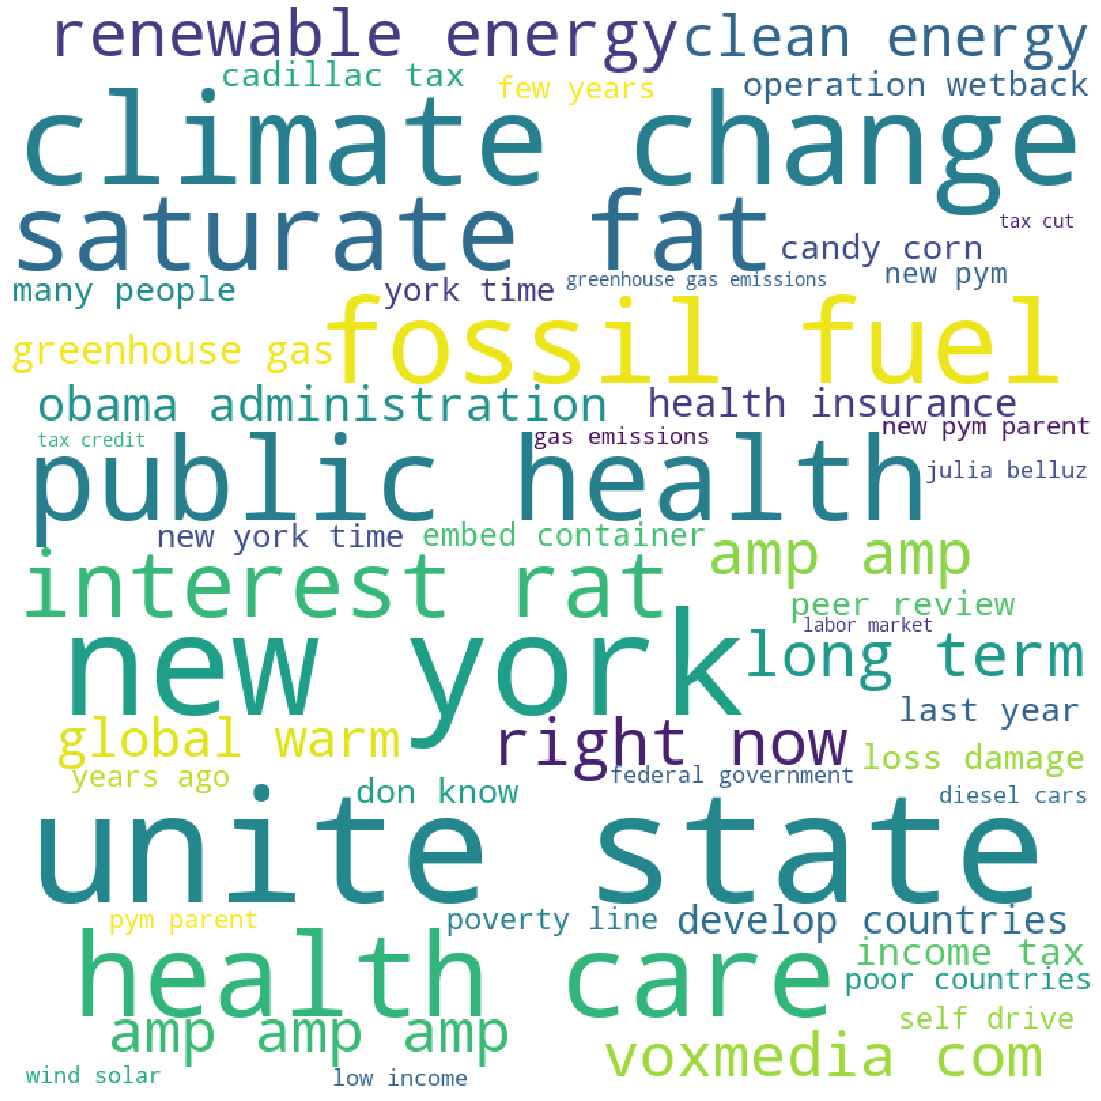 renewable energy
clean energy
cadillac tax
few years
operation wetback
climate change
saturate fat
tax cut
candy corn
many people
york time
greenhouse gas emissions
new pym
greenhouse gas
fossil fuel
obama administration
health insurance
tax credit
gas emissions
new pym parent
public health
julia belluz
new york time
embed container
amp amp
interest rat
peer review
labor market
new york
long term
global warm
right now
last year
years ago
federal government
loss damage
don know
diesel cars
unite state
pym parent
poverty line
develop countries
health care
income tax
poor countries
amp amp amp
self drive
voxmedia com
wind solar
low income